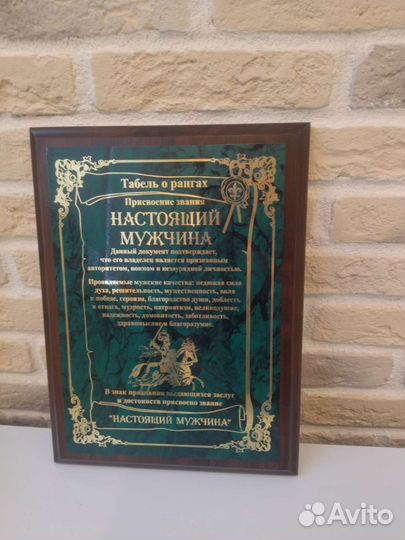 Табель о рангах
Присвоение звания
НАСТОЯЩИЙ
МУЖЧИНА
Данный документ подтверждает,
что его владелец является признанным
авторитетом, воином и незаурядной личностью.
Проявляемые мужские качества: недюжая сила
духа, решительность, мужественность, воля
к победе, героизм, благородство души, доблесть
и отвага, мудрость, патриотизм, великодушие,
надежность, домовитость, заботливость,
здравомыслие и благоразумие.
В знак признания выдающихся заслуг
и достоинств присвоено звание
"НАСТОЯЩИЙ МУЖЧИНА"
Avito